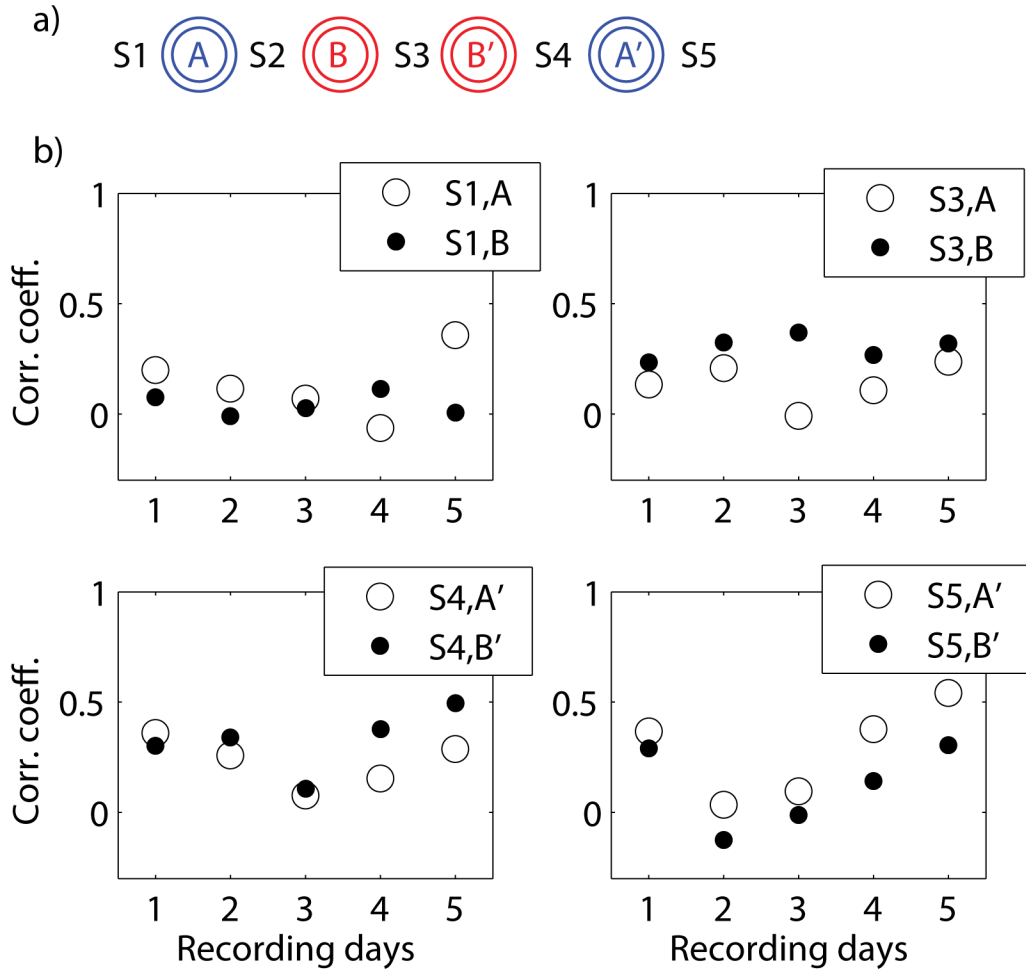 a)
S1 A S2 B S3 B′ S4 A′ S5
b)
S1,A
S1,B
1
0.5
0
Corr. coeff.
1 2 3 4 5
S3,A
S3,B
1
0.5
0
1 2 3 4 5
S4,A′
S4,B′
1
0.5
0
Corr. coeff.
1 2 3 4 5
Recording days
S5,A′
S5,B′
1
0.5
0
1 2 3 4 5
Recording days